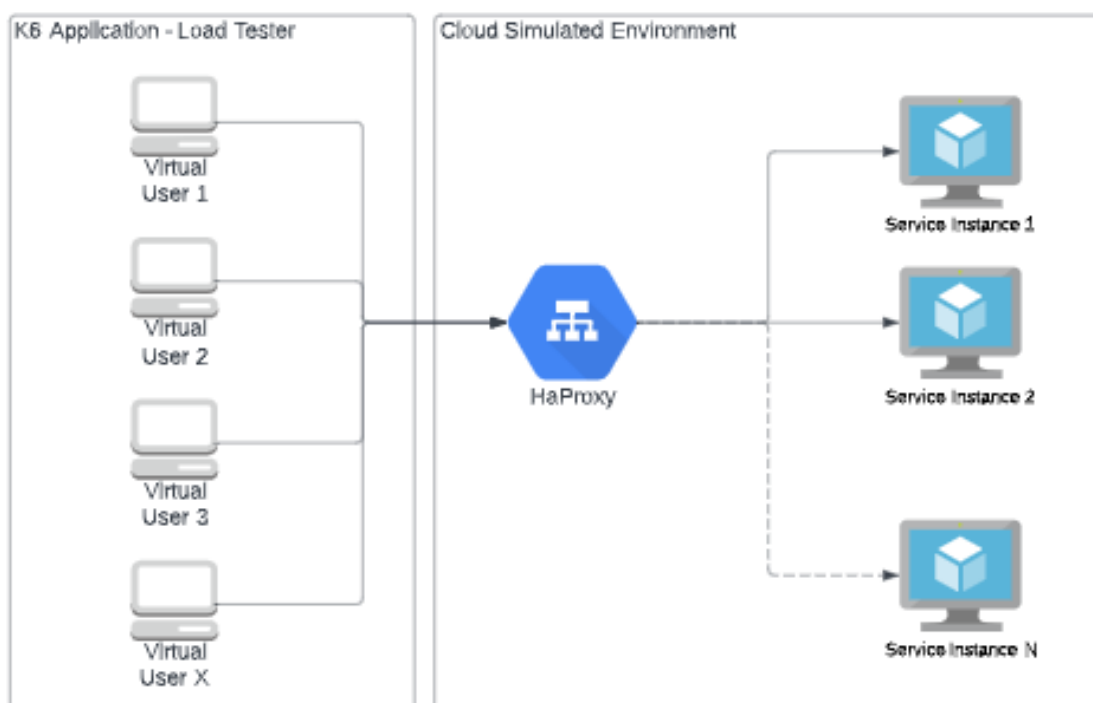 K6 Application - Load Tester
Virtual
User 1
Virtual
User 2
Virtual
User 3
Virtual
User X
Cloud Simulated Environment
HaProxy
Service Instance 1
Service Instance 2
Service Instance N